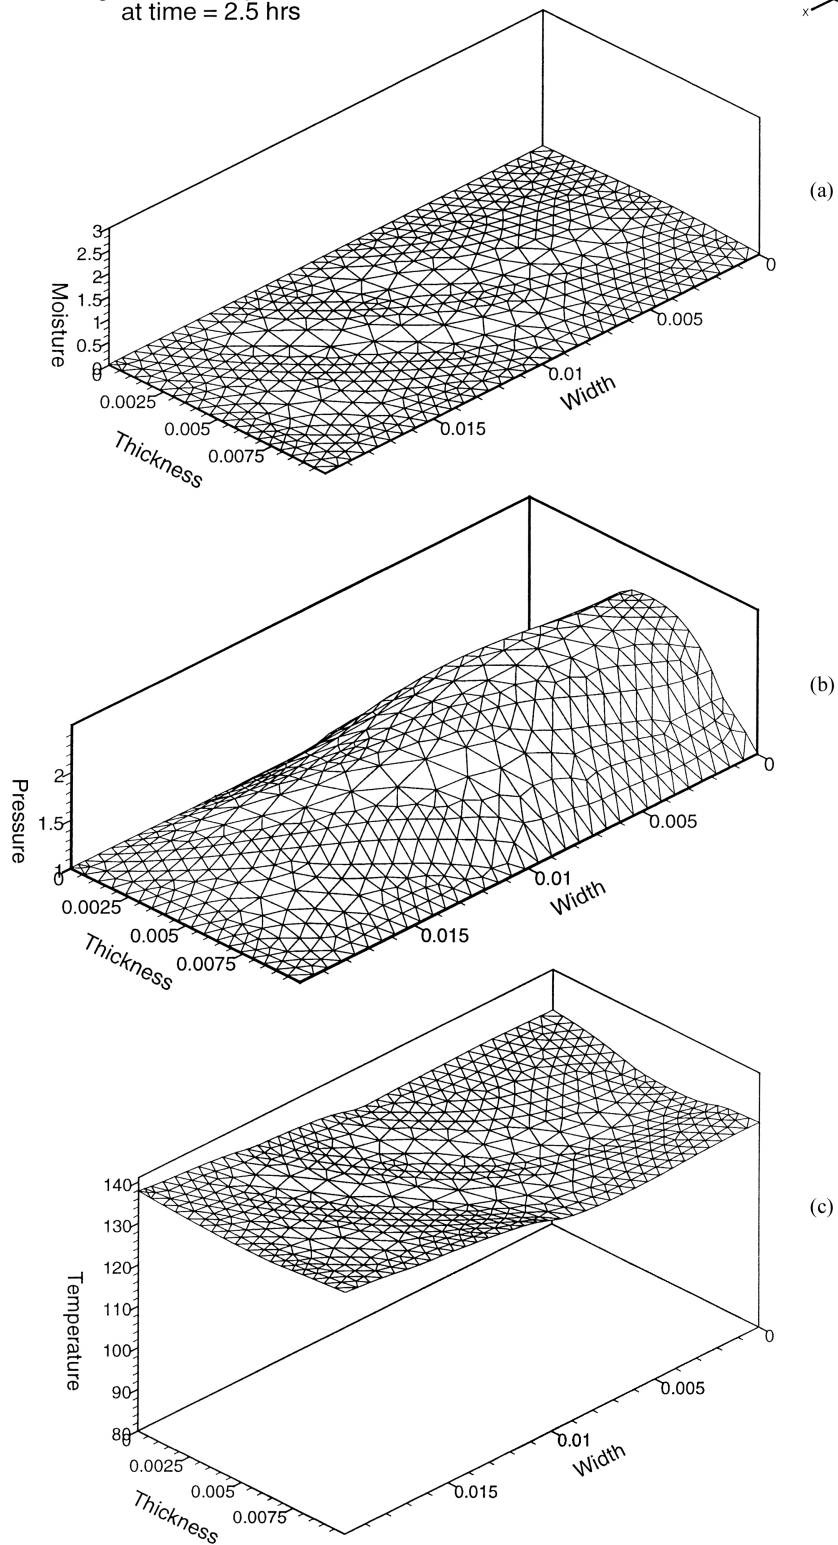 at time = 2.5 hrs
x
3
2.5
2
1.5
1
0.5
0
Moisture
0
0.0025
0.005
0.0075
Thickness
0
0.005
0.01
0.015
Width
(a)
2
1.5
1
Pressure
0
0.0025
0.005
0.0075
Thickness
0
0.005
0.01
0.015
Width
(b)
140
130
120
110
100
90
80
Temperature
0
0.0025
0.005
0.0075
Thickness
0
0.005
0.01
0.015
Width
(c)